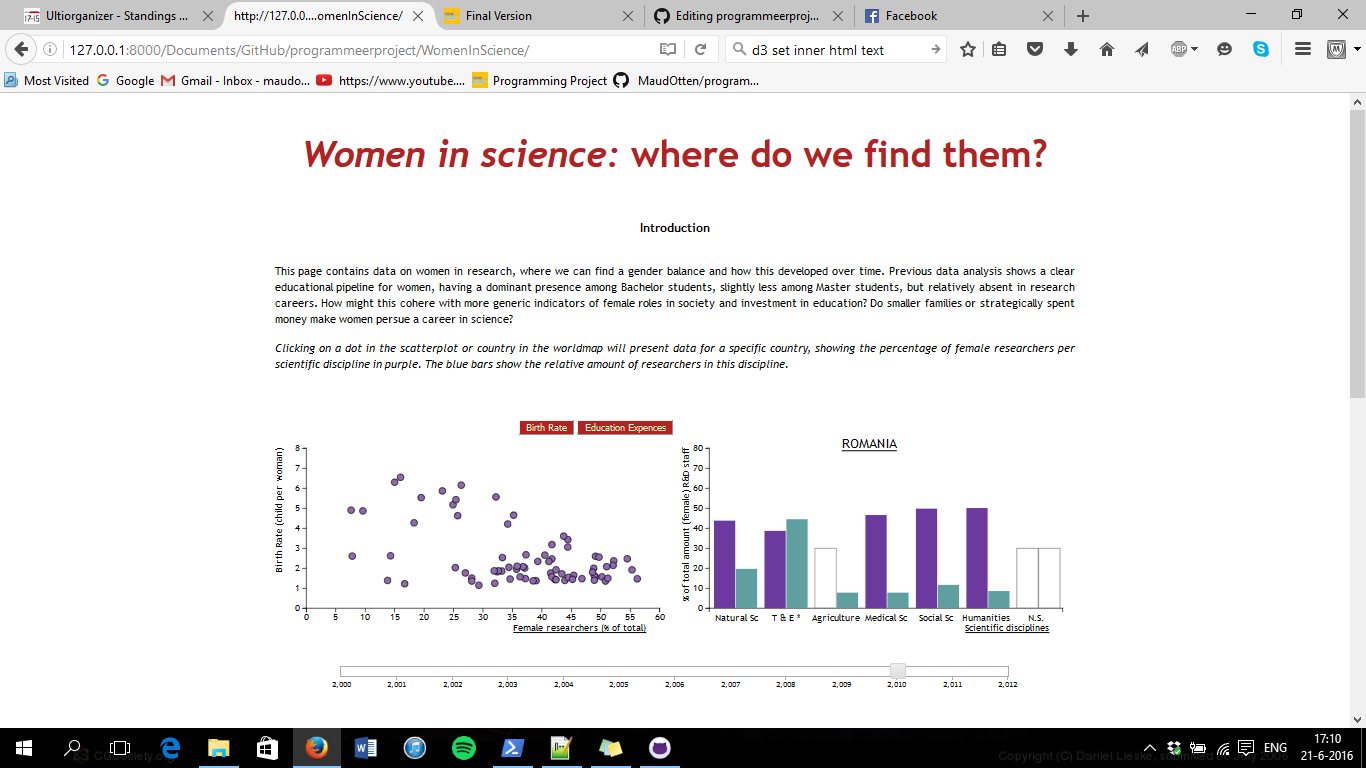 Ultiorganizer - Standings ...
http://127.0.0....omenInScience/
Final Version
Editing programmeerproj...
Facebook
127.0.0.1:8000/Documents/GitHub/programmeerproject/WomenInScience/
d3 set inner html text
ABP
Most Visited
Google
Gmail - Inbox - maudo...
https://www.youtube....
Programming Project
MaudOtten/program...
Women in science: where do we find them?
Introduction
This page contains data on women in research, where we can find a gender balance and how this developed over time. Previous data analysis shows a clear
educational pipeline for women, having a dominant presence among Bachelor students, slightly less among Master students, but relatively absent in research
careers. How might this cohere with more generic indicators of female roles in society and investment in education? Do smaller families or strategically spent
money make women persue a career in science?
Clicking on a dot in the scatterplot or country in the worldmap will present data for a specific country, showing the percentage of female researchers per
scientific discipline in purple. The blue bars show the relative amount of researchers in this discipline.
Birth Rate Education Expences
Birth Rate (child per woman)
8
7
6
5
4
3
2
1
0
0 5 10 15 20 25 30 35 40 45 50 55 60
Female researchers (% of total)
ROMANIA
% of total amount (female) R&D staff
80
70
60
50
40
30
20
10
0
Natural Sc T & E * Agriculture Medical Sc Social Sc Humanities N.S.
Scientific disciplines
2,000 2,001 2,002 2,003 2,004 2,005 2,006 2,007 2,008 2,009 2,010 2,011 2,012
CGSociety.org
Copyright (C) Daniel Lieske, submitted 06 July 2006
ENG
17:10
21-6-2016